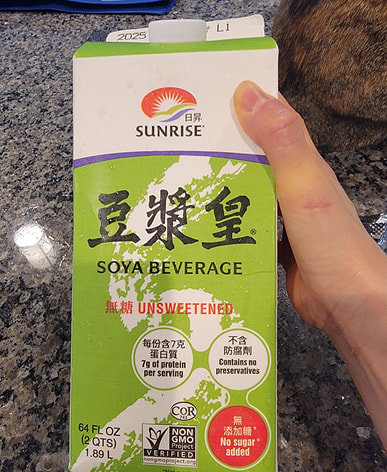 2025 L1
日昇
SUNRISE
豆漿皇®
SOYA BEVERAGE
無糖 UNSWEETENED
每份含7克
蛋白質
7g of protein
per serving
不含
防腐劑
Contains no
preservatives
無
添加糖*
No sugar*
added
COR
64 FL OZ
(2 QTS)
1.89 L
NON
GMO
Project
VERIFIED
nongmoproject.org